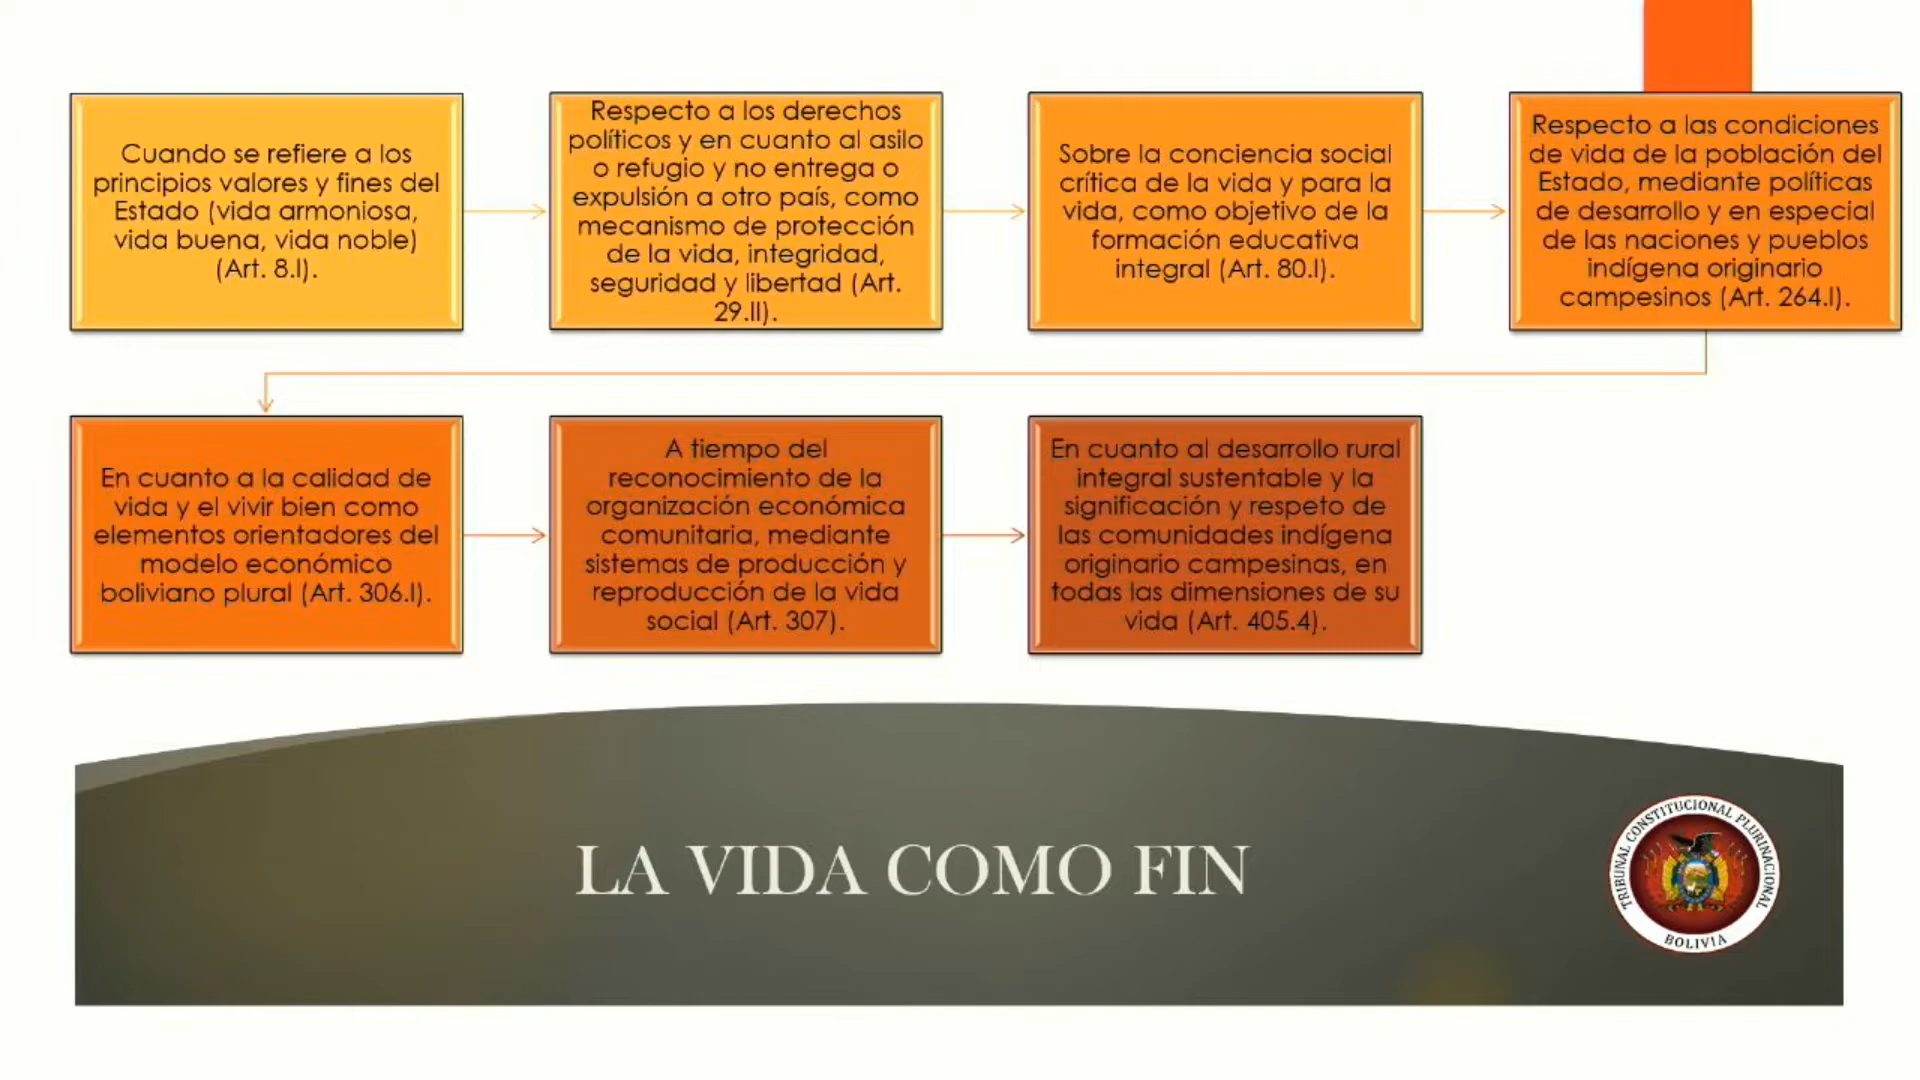 Cuando se refiere a los
principios valores y fines del
Estado (vida armoniosa,
vida buena, vida noble)
(Art. 8.I).
Respecto a los derechos
políticos y en cuanto al asilo
o refugio y no entrega o
expulsión a otro país, como
mecanismo de protección
de la vida, integridad,
seguridad y libertad (Art.
29.II).
Sobre la conciencia social
crítica de la vida y para la
vida, como objetivo de la
formación educativa
integral (Art. 80.I).
Respecto a las condiciones
de vida de la población del
Estado, mediante políticas
de desarrollo y en especial
de las naciones y pueblos
indígena originario
campesinos (Art. 264.I).
En cuanto a la calidad de
vida y el vivir bien como
elementos orientadores del
modelo económico
boliviano plural (Art. 306.I).
A tiempo del
reconocimiento de la
organización económica
comunitaria, mediante
sistemas de producción y
reproducción de la vida
social (Art. 307).
En cuanto al desarrollo rural
integral sustentable y la
significación y respeto de
las comunidades indígena
originario campesinas, en
todas las dimensiones de su
vida (Art. 405.4).
LA VIDA COMO FIN
TRIBUNAL CONSTITUCIONAL PLURINACIONAL
BOLIVIA